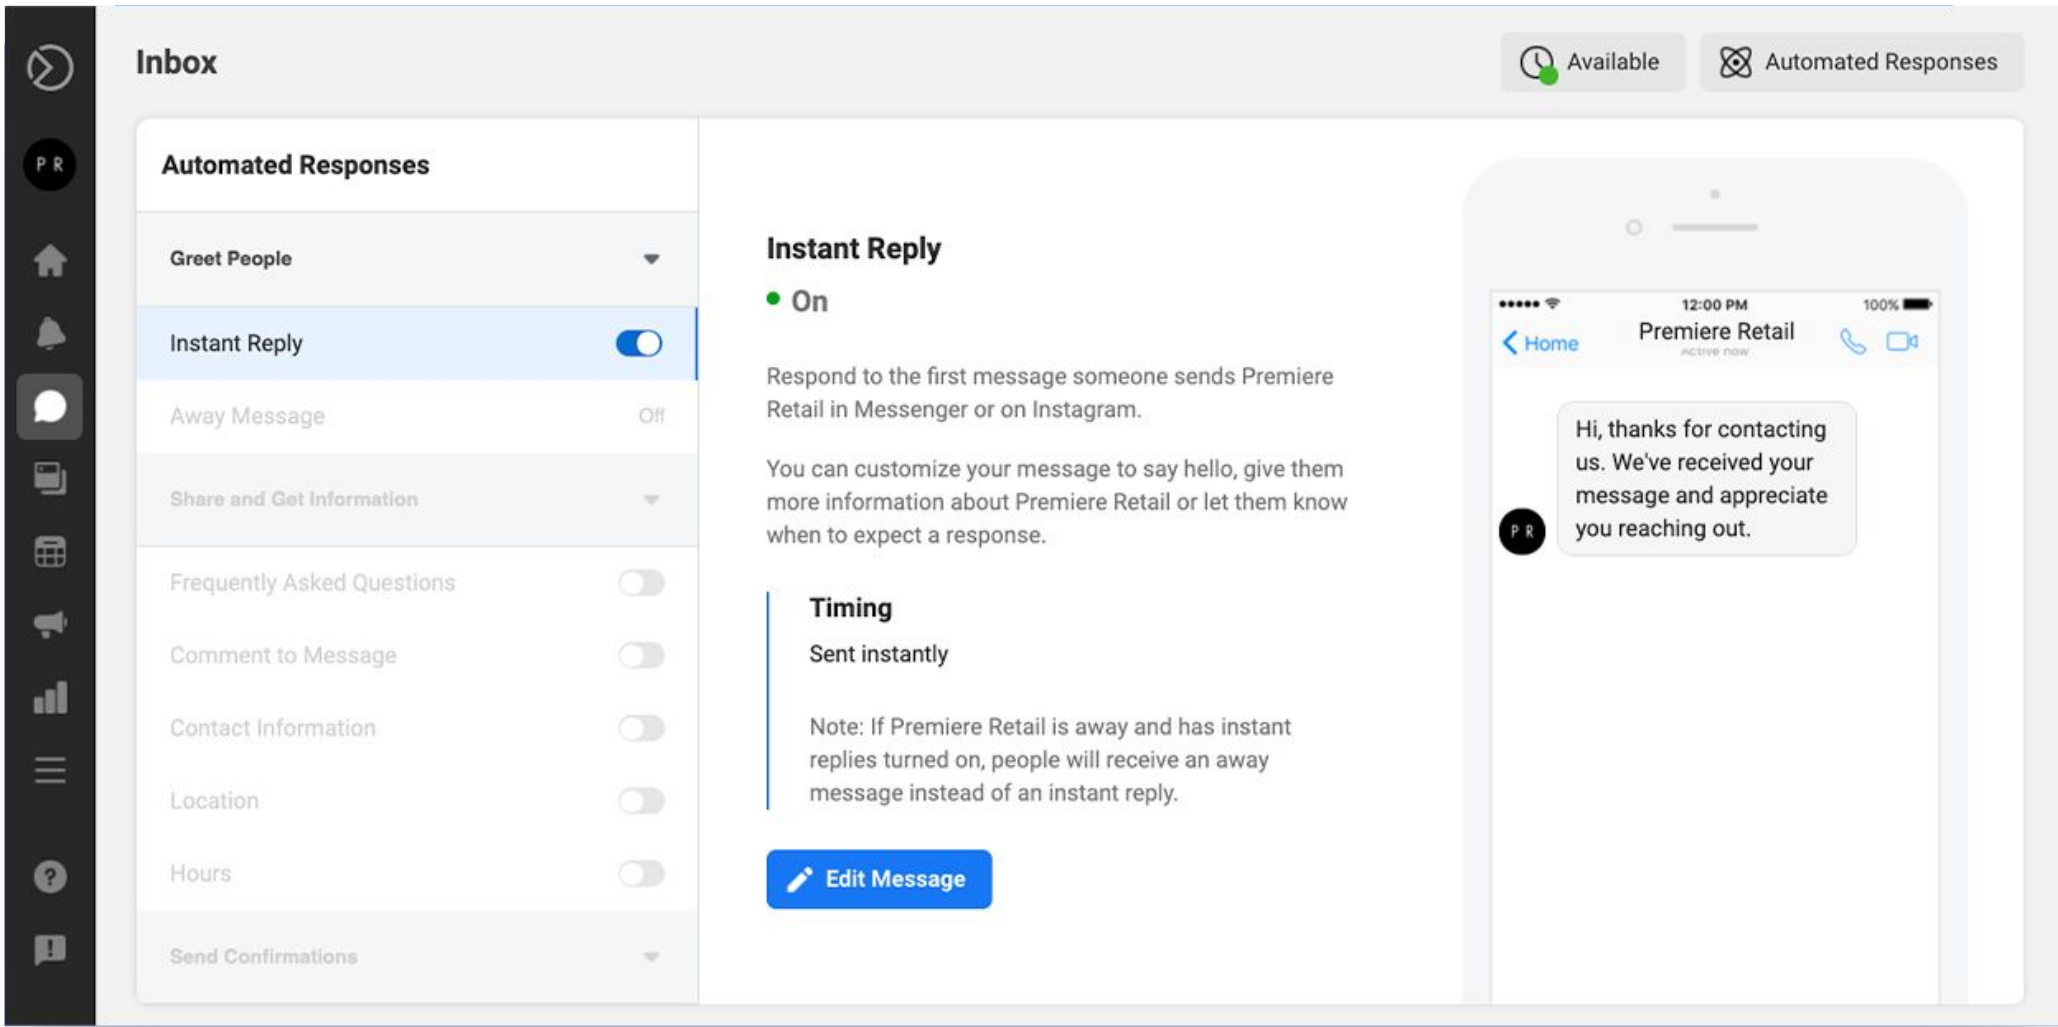 Inbox
Available
Automated Responses
P R
Automated Responses
Greet People
Instant Reply
Away Message
Off
Share and Get Information
Frequently Asked Questions
Comment to Message
Contact Information
Location
Hours
Send Confirmations
Instant Reply
On
Respond to the first message someone sends Premiere
Retail in Messenger or on Instagram.
You can customize your message to say hello, give them
more information about Premiere Retail or let them know
when to expect a response.
Timing
Sent instantly
Note: If Premiere Retail is away and has instant
replies turned on, people will receive an away
message instead of an instant reply.
Edit Message
12:00 PM
100%
Home
Premiere Retail
Active now
Hi, thanks for contacting
us. We've received your
message and appreciate
you reaching out.
P R